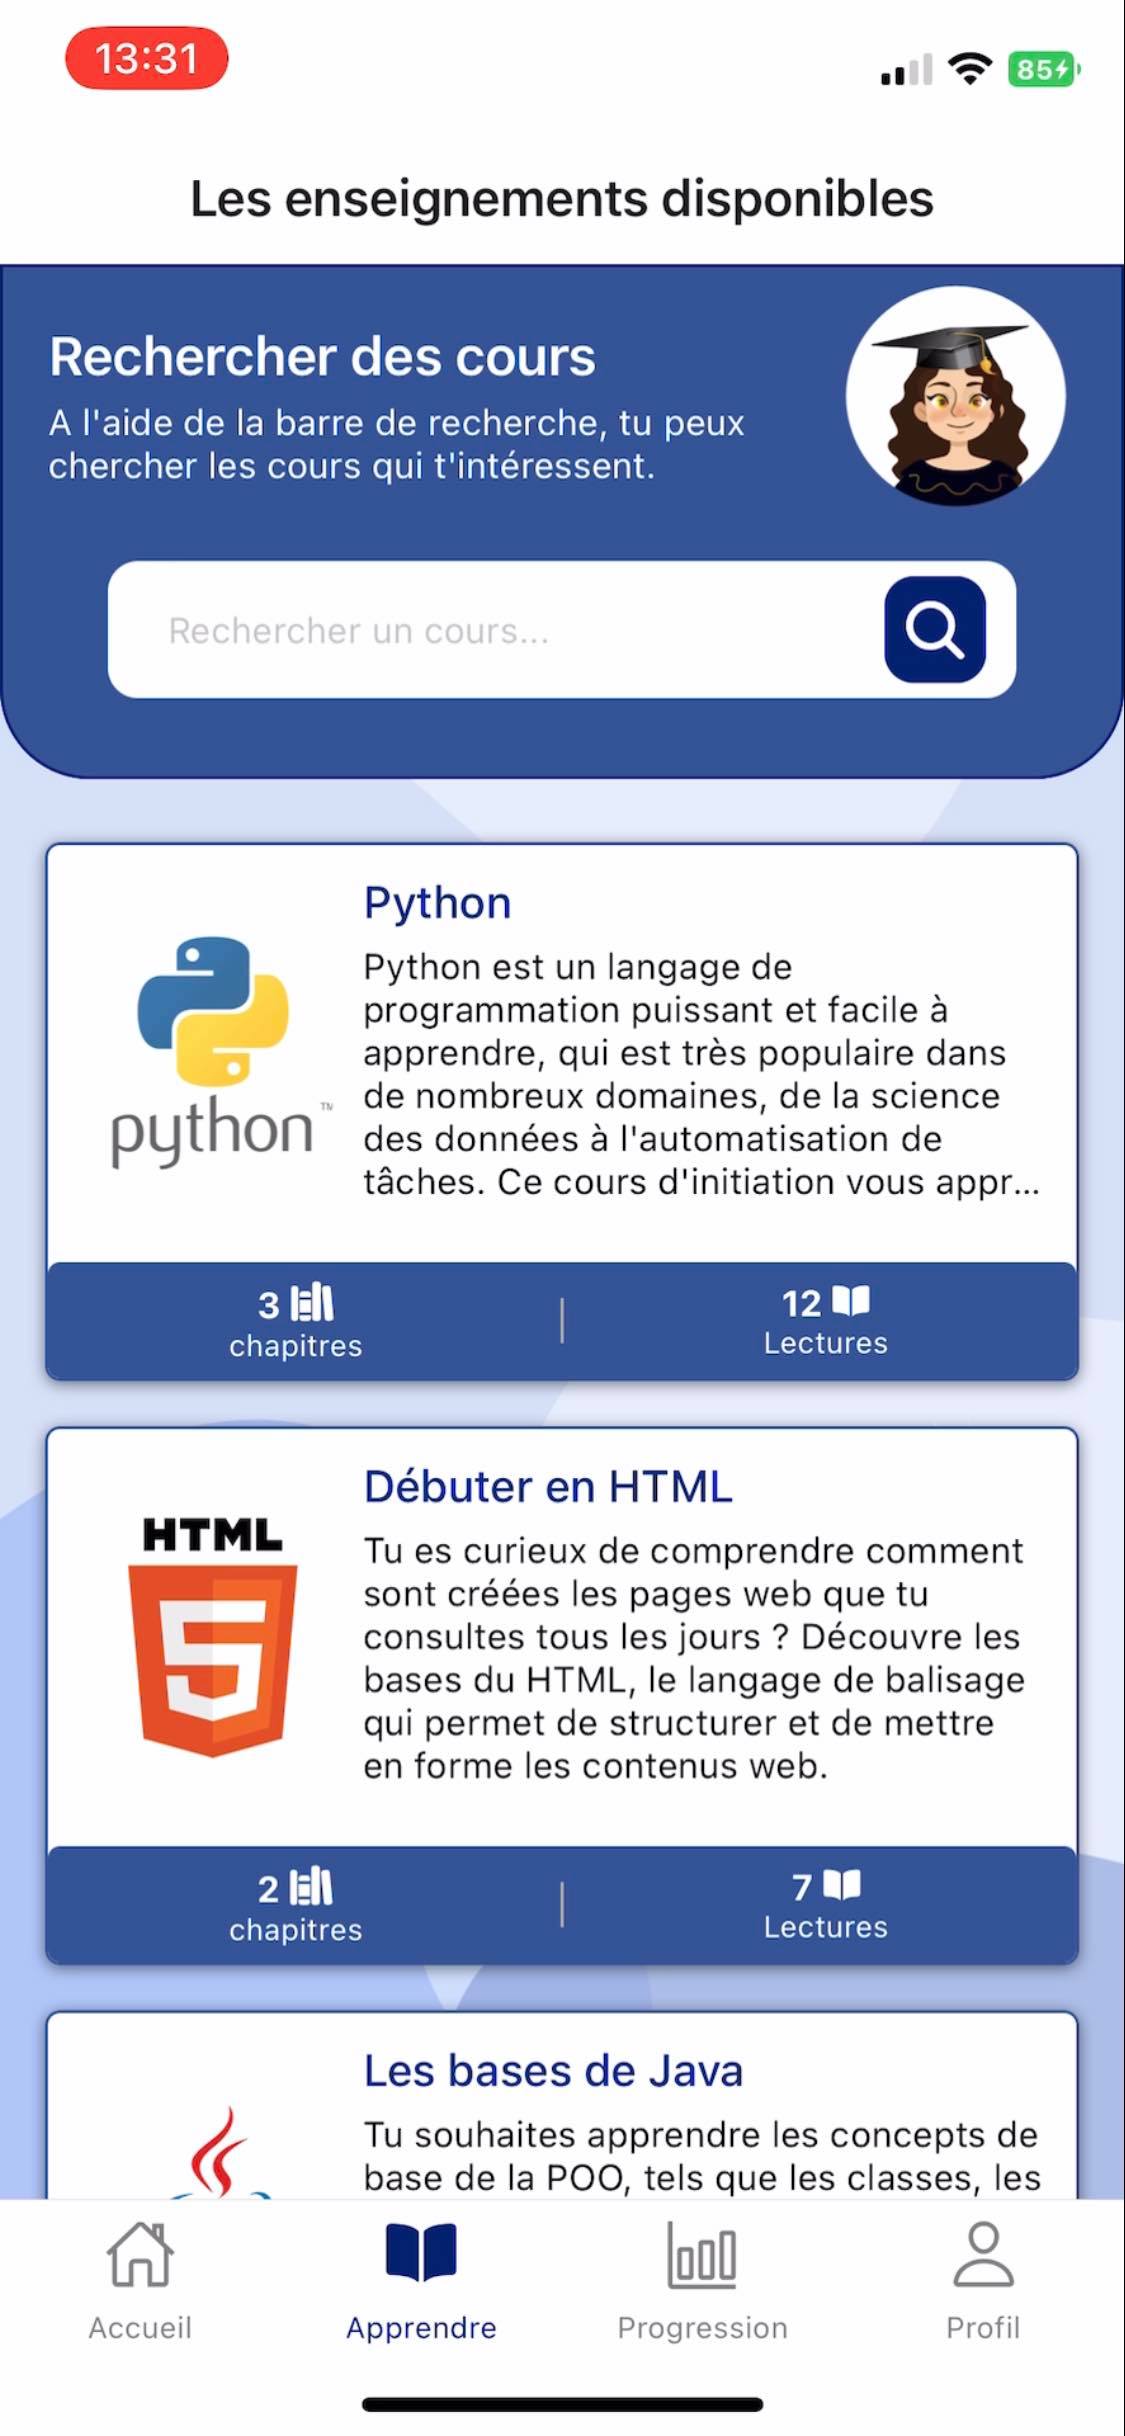 13:31
85
Les enseignements disponibles
Rechercher des cours
A l'aide de la barre de recherche, tu peux
chercher les cours qui t'intéressent.
Rechercher un cours...
Python
Python est un langage de
programmation puissant et facile à
apprendre, qui est très populaire dans
de nombreux domaines, de la science
des données à l'automatisation de
tâches. Ce cours d'initiation vous appr...
python™
3
chapitres
12
Lectures
Débuter en HTML
HTML
5
Tu es curieux de comprendre comment
sont créées les pages web que tu
consultes tous les jours ? Découvre les
bases du HTML, le langage de balisage
qui permet de structurer et de mettre
en forme les contenus web.
2
chapitres
7
Lectures
Les bases de Java
Tu souhaites apprendre les concepts de
base de la POO, tels que les classes, les
Accueil
Apprendre
Progression
Profil